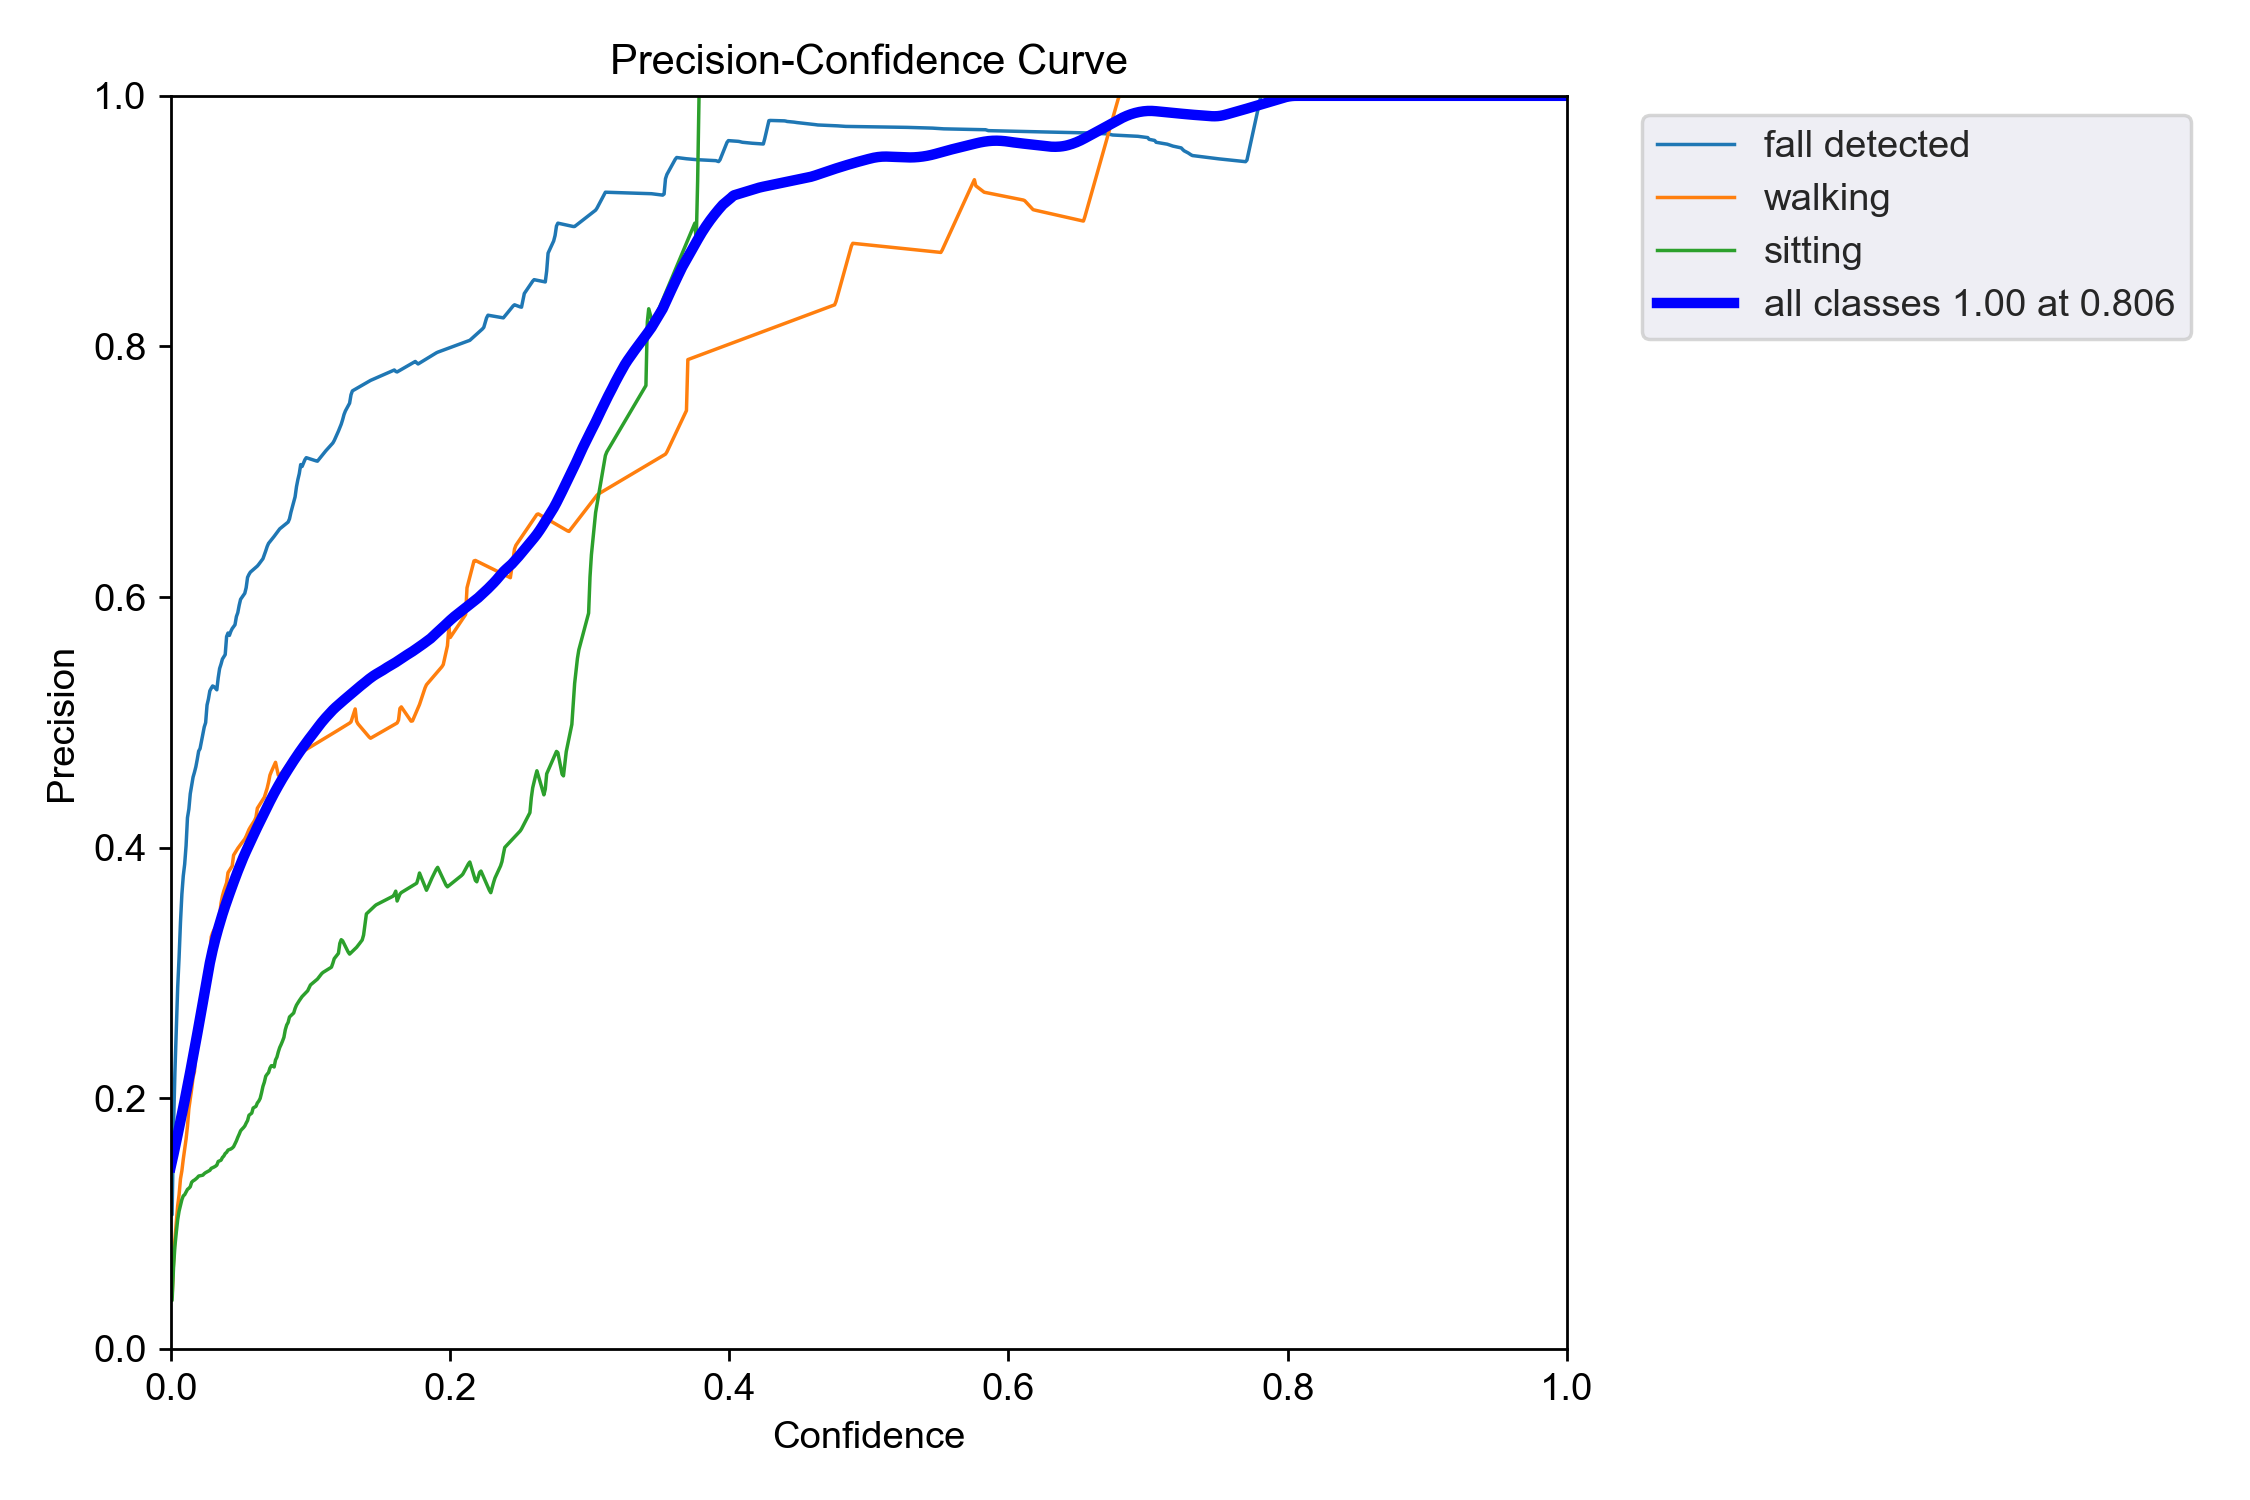 Precision-Confidence Curve
1.0
0.8
0.6
0.4
0.2
0.0
Precision
0.0 0.2 0.4 0.6 0.8 1.0
Confidence
fall detected
walking
sitting
all classes 1.00 at 0.806